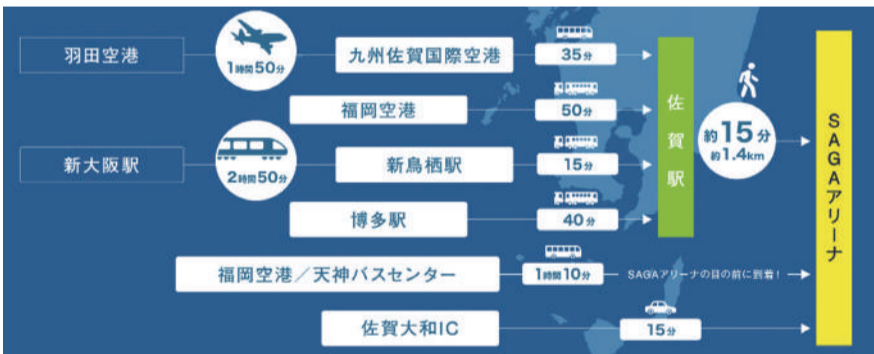 羽田空港
1時間50分
九州佐賀国際空港
35分
福岡空港
50分
新大阪駅
2時間50分
新鳥栖駅
15分
博多駅
40分
佐賀駅
約15分
約1.4km
福岡空港／天神バスセンター
1時間10分
SAGAアリーナの目の前に到着！
佐賀大和IC
15分
SAGAアリーナ